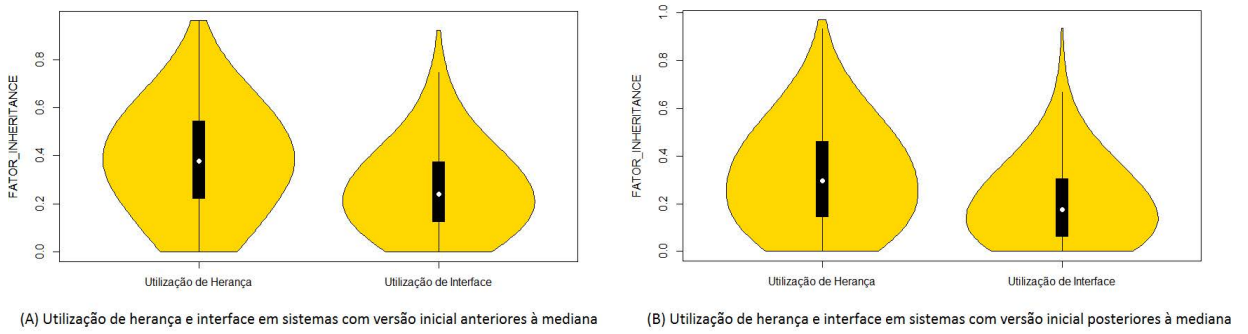 FATOR_INHERITANCE
0.8
0.6
0.4
0.2
0.0
Utilização de Herança
Utilização de Interface
(A) Utilização de herança e interface em sistemas com versão inicial anteriores à mediana
FATOR_INHERITANCE
1.0
0.8
0.6
0.4
0.2
0.0
Utilização de Herança
Utilização de Interface
(B) Utilização de herança e interface em sistemas com versão inicial posteriores à mediana